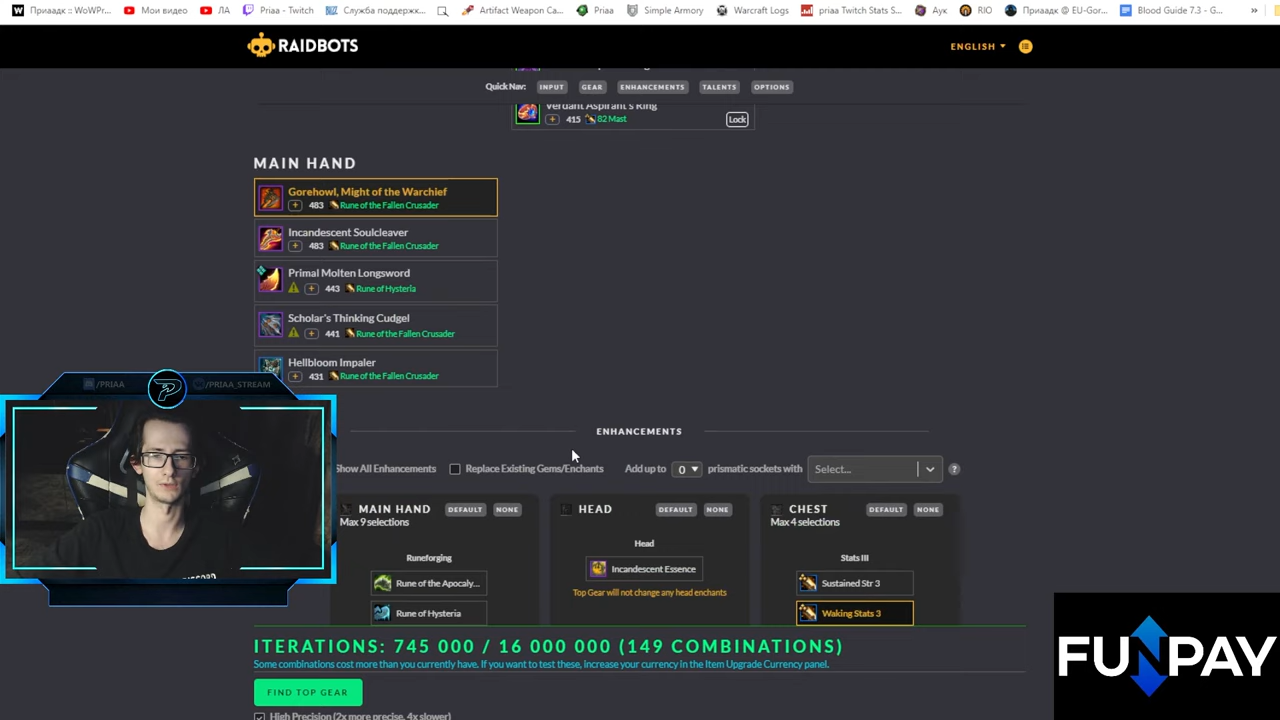 Приаадк :: WoWPr...
Мои видео
ЛА
Priaa - Twitch
Служба поддержк...
Artifact Weapon Ca...
Priaa
Simple Armory
Warcraft Logs
priaa Twitch Stats S...
Аук
RIO
Приаадк @ EU-Gor...
Blood Guide 7.3 - G...
»
RAIDBOTS
ENGLISH
Quick Nav:
INPUT
GEAR
ENHANCEMENTS
TALENTS
OPTIONS
Verdant Aspirant's Ring
+ 415 82 Mast
Lock
MAIN HAND
Gorehowl, Might of the Warchief
+ 483 Rune of the Fallen Crusader
Incandescent Soulcleaver
+ 483 Rune of the Fallen Crusader
Primal Molten Longsword
+ 443 Rune of Hysteria
Scholar's Thinking Cudgel
+ 441 Rune of the Fallen Crusader
Hellbloom Impaler
+ 431 Rune of the Fallen Crusader
/PRIAA
/PRIAA_STREAM
ENHANCEMENTS
Show All Enhancements
Replace Existing Gems/Enchants
Add up to 0 prismatic sockets with Select... ?
MAIN HAND DEFAULT NONE
Max 9 selections
Runeforging
Rune of the Apocaly...
Rune of Hysteria
HEAD DEFAULT NONE
Head
Incandescent Essence
Top Gear will not change any head enchants
CHEST DEFAULT NONE
Max 4 selections
Stats III
Sustained Str 3
Waking Stats 3
ITERATIONS: 745 000 / 16 000 000 (149 COMBINATIONS)
Some combinations cost more than you currently have. If you want to test these, increase your currency in the Item Upgrade Currency panel.
FIND TOP GEAR
High Precision (2x more precise, 4x slower)
FUNPAY